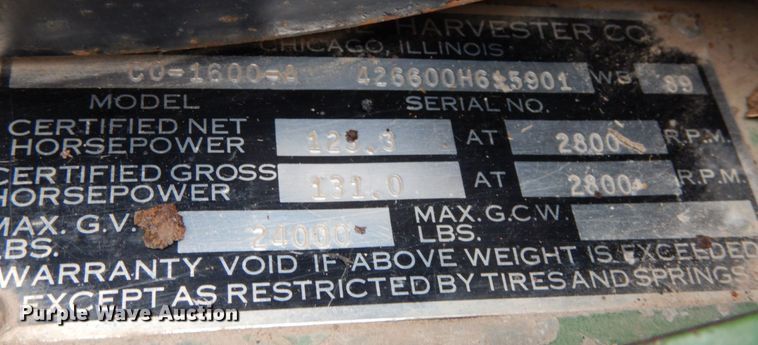 HARVESTER CO
CHICAGO, ILLINOIS
CO-1600-A 426600H615901 WB 89
MODEL SERIAL NO.
CERTIFIED NET HORSEPOWER AT 2800 R.P.M.
CERTIFIED GROSS HORSEPOWER 131.0 AT 2800 R.P.M.
MAX. G.V. LBS. 24000 MAX. G.C.W. LBS.
WARRANTY VOID IF ABOVE WEIGHT IS EXCEEDED
EXCEPT AS RESTRICTED BY TIRES AND SPRINGS
Purple Wave Auction